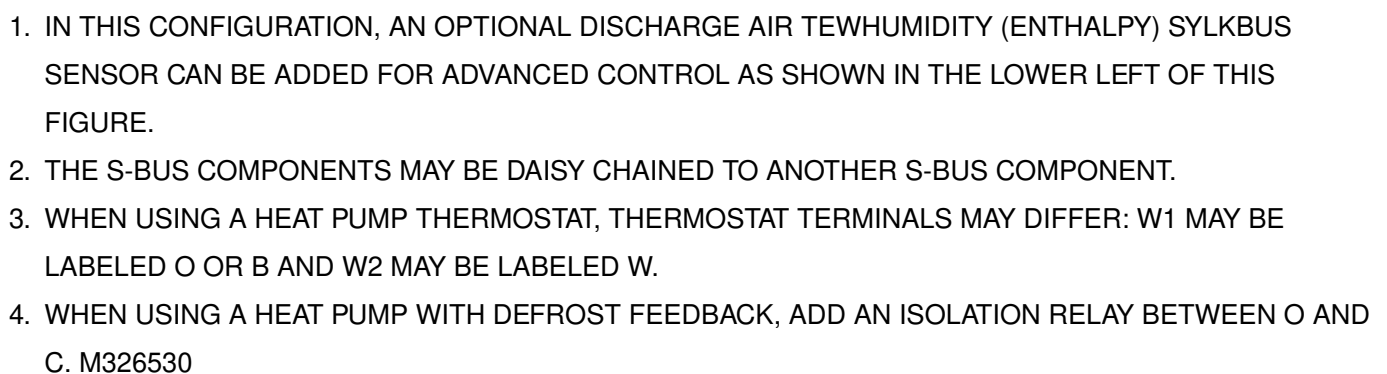 1. IN THIS CONFIGURATION, AN OPTIONAL DISCHARGE AIR TEWHUMIDITY (ENTHALPY) SYLKBUS
SENSOR CAN BE ADDED FOR ADVANCED CONTROL AS SHOWN IN THE LOWER LEFT OF THIS
FIGURE.
2. THE S-BUS COMPONENTS MAY BE DAISY CHAINED TO ANOTHER S-BUS COMPONENT.
3. WHEN USING A HEAT PUMP THERMOSTAT, THERMOSTAT TERMINALS MAY DIFFER: W1 MAY BE
LABELED O OR B AND W2 MAY BE LABELED W.
4. WHEN USING A HEAT PUMP WITH DEFROST FEEDBACK, ADD AN ISOLATION RELAY BETWEEN O AND
C. M326530